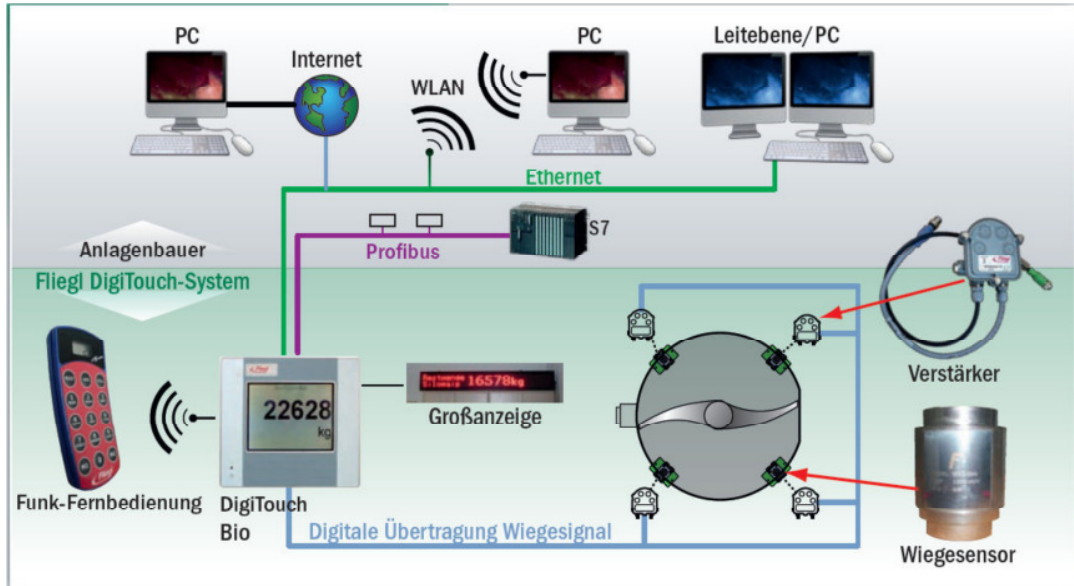 PC
Internet
WLAN
PC
Leitebene/PC
Ethernet
S7
Profibus
Anlagenbauer
Fliegl DigiTouch-System
Verstärker
16578kg
Großanzeige
22628
kg
Funk-Fernbedienung
DigiTouch
Bio
Digitale Übertragung Wiegesignal
Wiegesensor